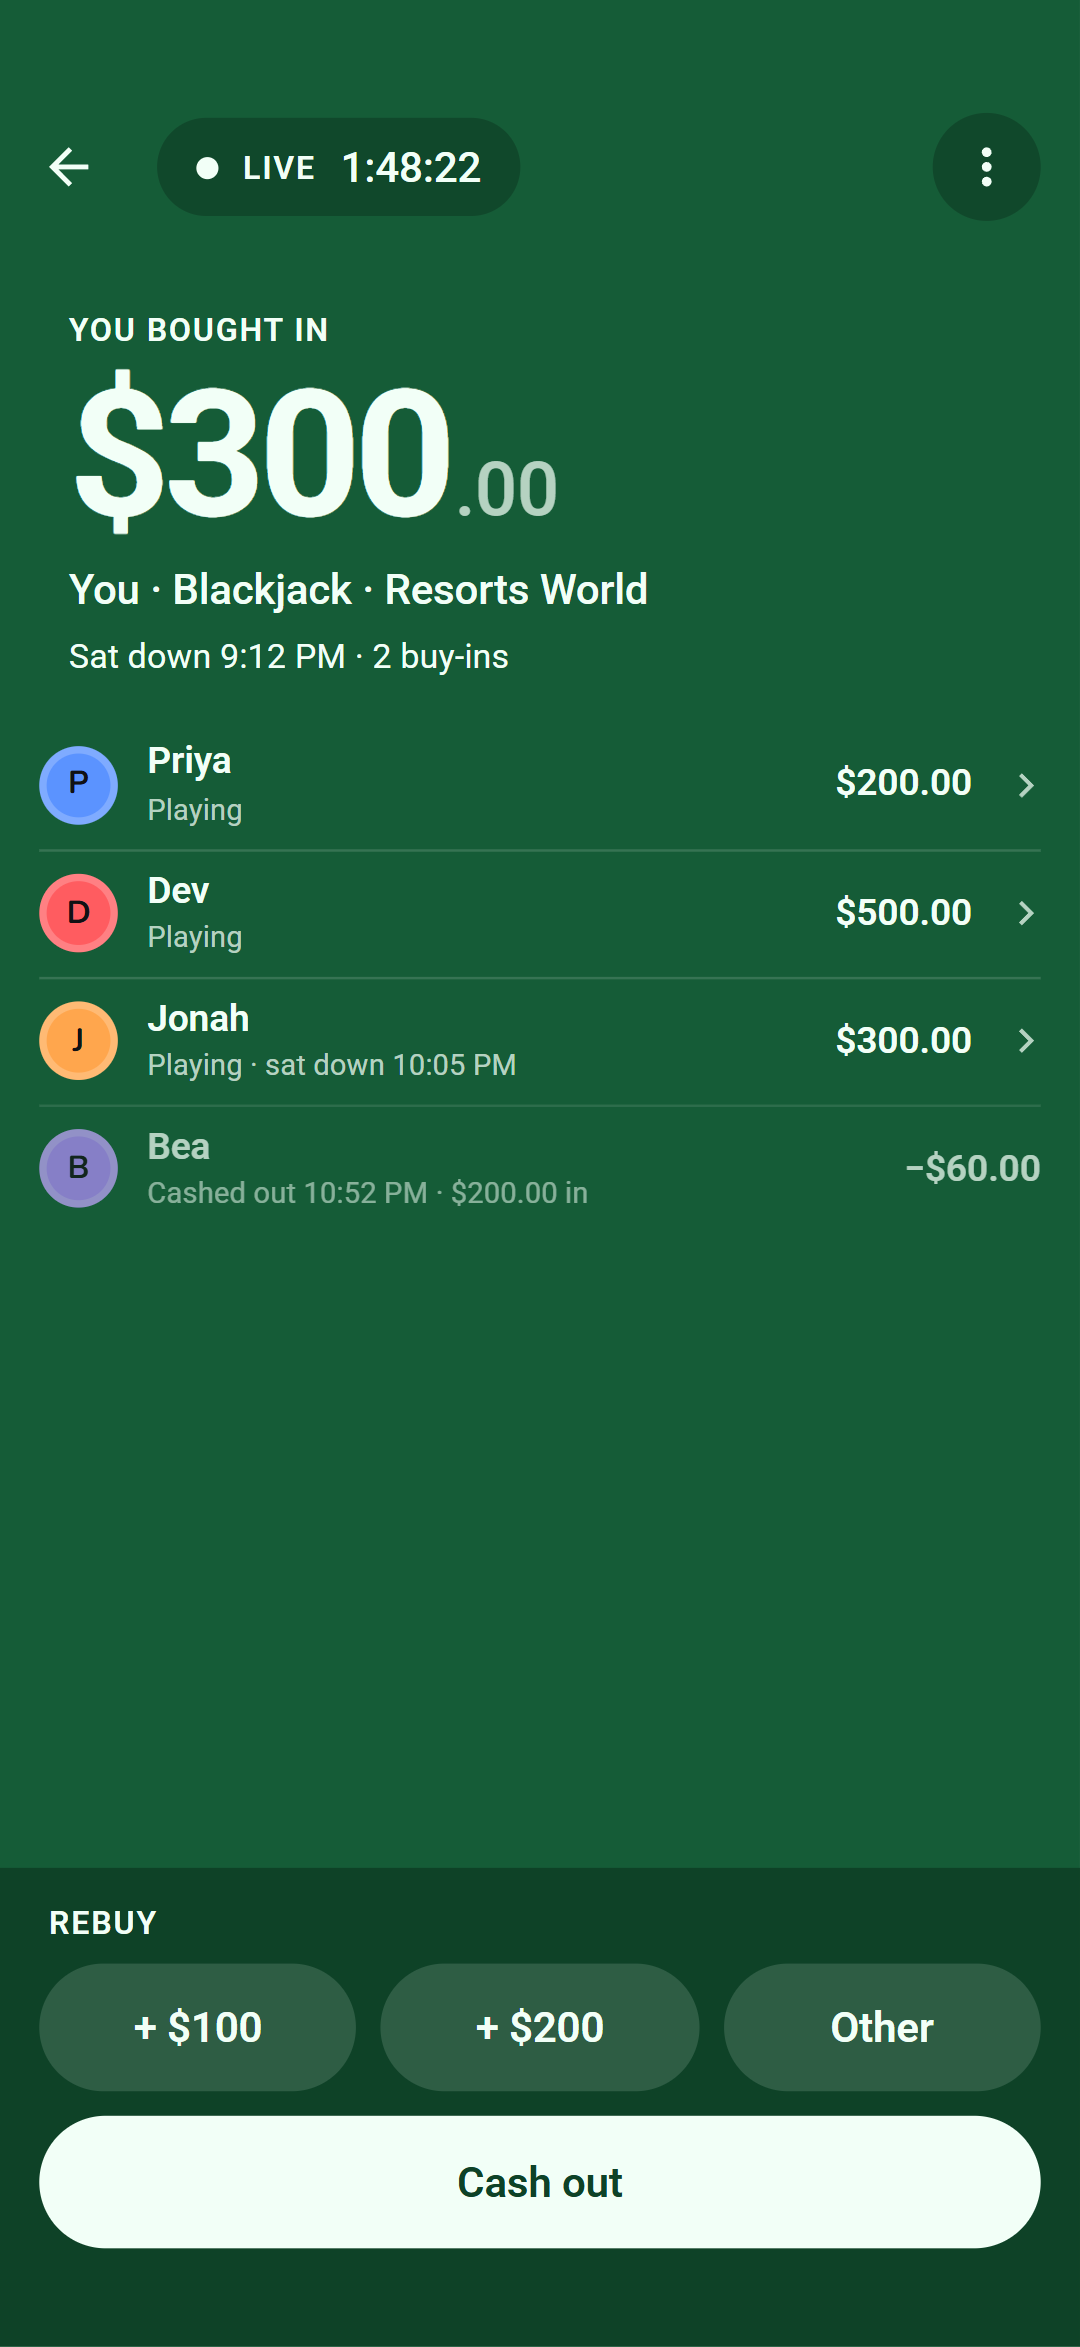 LIVE 1:48:22
YOU BOUGHT IN
$300.00
You · Blackjack · Resorts World
Sat down 9:12 PM · 2 buy-ins
P
Priya
Playing
$200.00
D
Dev
Playing
$500.00
J
Jonah
Playing · sat down 10:05 PM
$300.00
B
Bea
Cashed out 10:52 PM · $200.00 in
−$60.00
REBUY
+ $100
+ $200
Other
Cash out